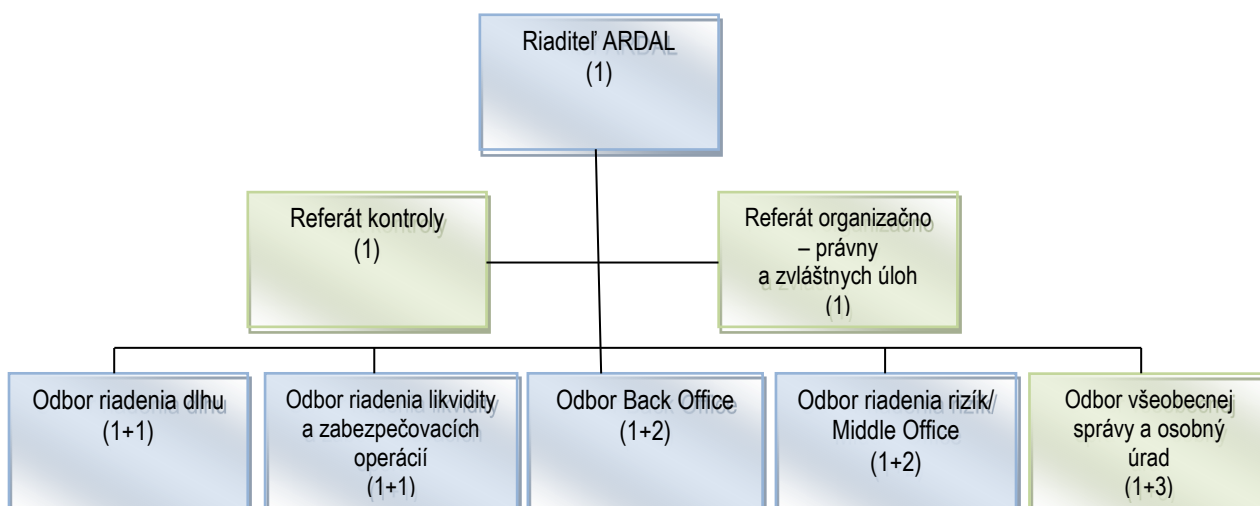 Riaditeľ ARDAL
(1)
Referát kontroly
(1)
Referát organizačno
– právny
a zvláštnych úloh
(1)
Odbor riadenia dlhu
(1+1)
Odbor riadenia likvidity
a zabezpečovacích
operácií
(1+1)
Odbor Back Office
(1+2)
Odbor riadenia rizík/
Middle Office
(1+2)
Odbor všeobecnej
správy a osobný
úrad
(1+3)